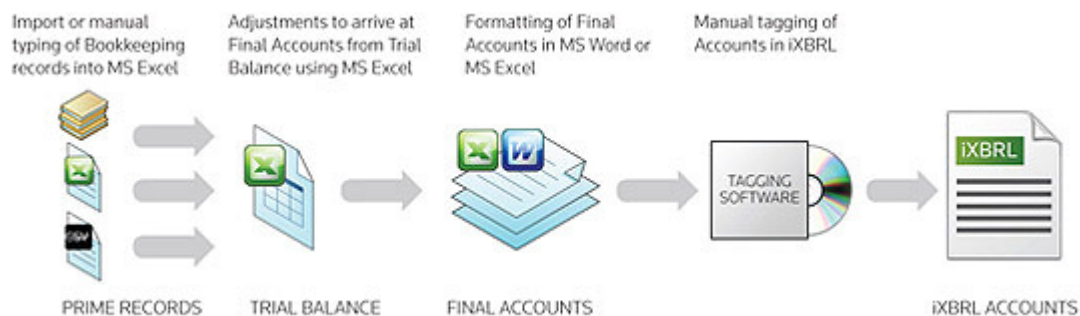 Import or manual
typing of Bookkeeping
records into MS Excel
Adjustments to arrive at
Final Accounts from Trial
Balance using MS Excel
Formatting of Final
Accounts in MS Word or
MS Excel
Manual tagging of
Accounts in iXBRL
TAGGING
SOFTWARE
iXBRL
PRIME RECORDS
TRIAL BALANCE
FINAL ACCOUNTS
iXBRL ACCOUNTS